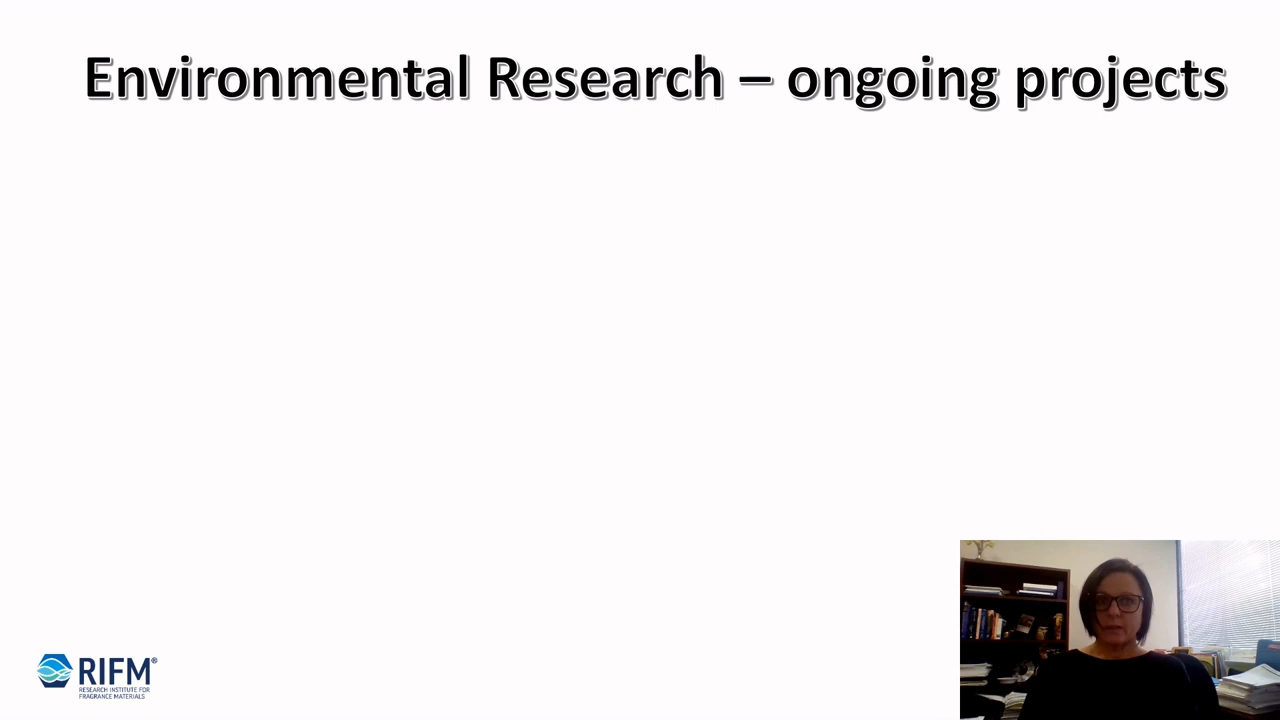 Environmental Research – ongoing projects
RIFM®
RESEARCH INSTITUTE FOR
FRAGRANCE MATERIALS